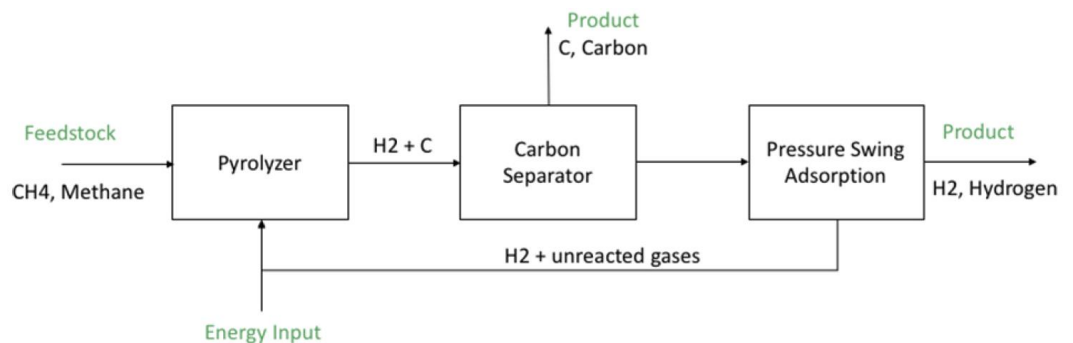 Product
C, Carbon
Feedstock
CH4, Methane
Pyrolyzer
H2 + C
Carbon
Separator
Pressure Swing
Adsorption
Product
H2, Hydrogen
H2 + unreacted gases
Energy Input